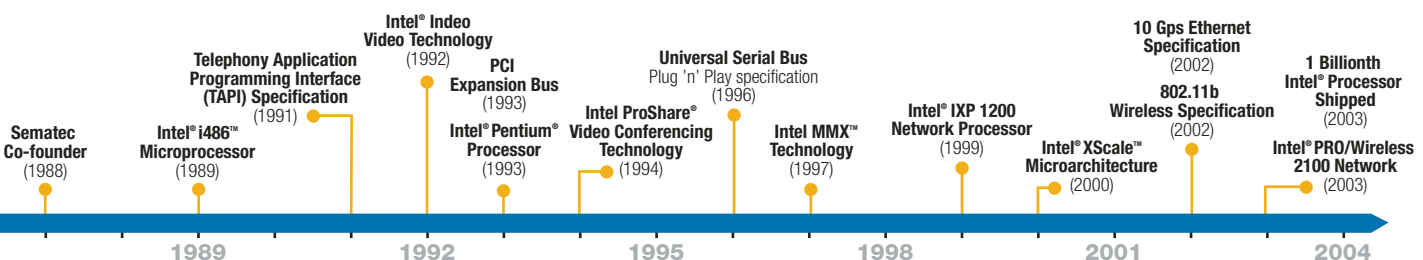 Sematec
Co-founder
(1988)
Intel® i486™
Microprocessor
(1989)
Telephony Application
Programming Interface
(TAPI) Specification
(1991)
Intel® Indeo
Video Technology
(1992)
PCI
Expansion Bus
(1993)
Intel® Pentium®
Processor
(1993)
Intel ProShare®
Video Conferencing
Technology
(1994)
Universal Serial Bus
Plug 'n' Play specification
(1996)
Intel MMX™
Technology
(1997)
Intel® IXP 1200
Network Processor
(1999)
Intel® XScale™
Microarchitecture
(2000)
10 Gps Ethernet
Specification
(2002)
802.11b
Wireless Specification
(2002)
1 Billionth
Intel® Processor
Shipped
(2003)
Intel® PRO/Wireless
2100 Network
(2003)
1989
1992
1995
1998
2001
2004